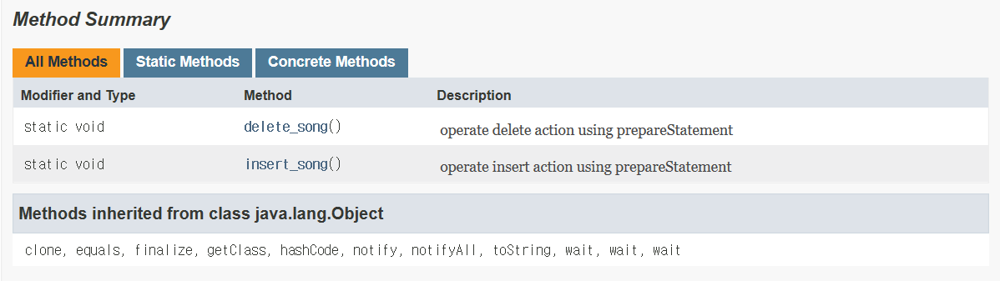 Method Summary
All Methods Static Methods Concrete Methods
Modifier and Type Method Description
static void delete_song() operate delete action using prepareStatement
static void insert_song() operate insert action using prepareStatement
Methods inherited from class java.lang.Object
clone, equals, finalize, getClass, hashCode, notify, notifyAll, toString, wait, wait, wait